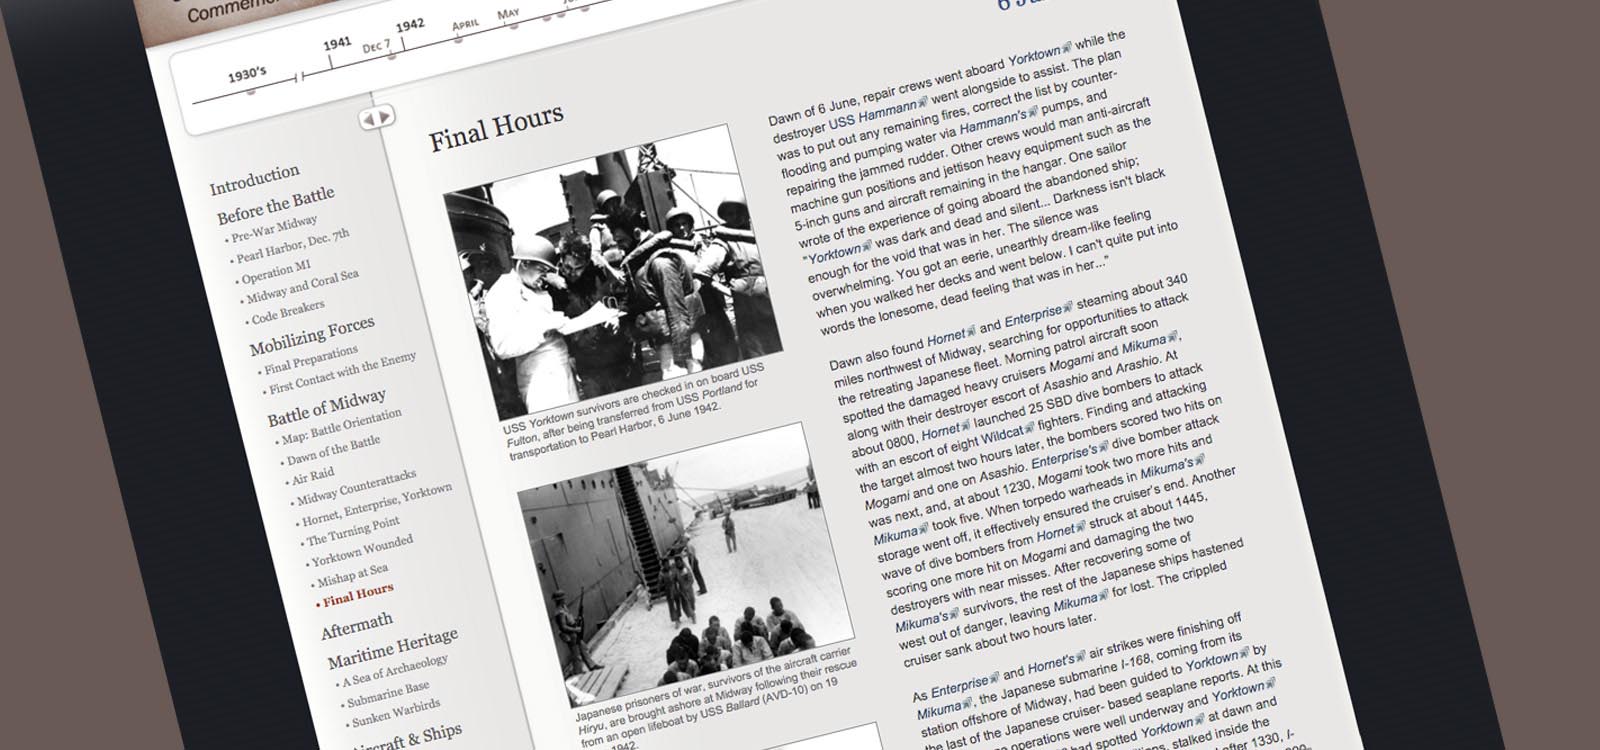 Commemo
1930's
1941
Dec 7
1942
April
May
Introduction
Before the Battle
• Pre-War Midway
• Pearl Harbor, Dec. 7th
• Operation MI
• Midway and Coral Sea
• Code Breakers
Mobilizing Forces
• Final Preparations
• First Contact with the Enemy
Battle of Midway
• Map: Battle Orientation
• Dawn of the Battle
• Air Raid
• Midway Counterattacks
• Hornet, Enterprise, Yorktown
• The Turning Point
• Yorktown Wounded
• Mishap at Sea
• Final Hours
Aftermath
Maritime Heritage
• A Sea of Archaeology
• Submarine Base
• Sunken Warbirds
ircraft & Ships
Final Hours
USS Yorktown survivors are checked in on board USS
Fulton, after being transferred from USS Portland for
transportation to Pearl Harbor, 6 June 1942.
Japanese prisoners of war, survivors of the aircraft carrier
Hiryu, are brought ashore at Midway following their rescue
from an open lifeboat by USS Ballard (AVD-10) on 19
1942.
Dawn of 6 June, repair crews went aboard Yorktown while the
destroyer USS Hammann went alongside to assist. The plan
was to put out any remaining fires, correct the list by counter-
flooding and pumping water via Hammann's pumps, and
repairing the jammed rudder. Other crews would man anti-aircraft
machine gun positions and jettison heavy equipment such as the
5-inch guns and aircraft remaining in the hangar. One sailor
wrote of the experience of going aboard the abandoned ship;
"Yorktown was dark and dead and silent... Darkness isn't black
enough for the void that was in her. The silence was
overwhelming. You got an eerie, unearthly dream-like feeling
when you walked her decks and went below. I can't quite put into
words the lonesome, dead feeling that was in her..."
Dawn also found Hornet and Enterprise steaming about 340
miles northwest of Midway, searching for opportunities to attack
the retreating Japanese fleet. Morning patrol aircraft soon
spotted the damaged heavy cruisers Mogami and Mikuma,
along with their destroyer escort of Asashio and Arashio. At
about 0800, Hornet launched 25 SBD dive bombers to attack
with an escort of eight Wildcat fighters. Finding and attacking
the target almost two hours later, the bombers scored two hits on
Mogami and one on Asashio. Enterprise's dive bomber attack
was next, and, at about 1230, Mogami took two more hits and
Mikuma took five. When torpedo warheads in Mikuma's
storage went off, it effectively ensured the cruiser's end. Another
wave of dive bombers from Hornet struck at about 1445,
scoring one more hit on Mogami and damaging the two
destroyers with near misses. After recovering some of
Mikuma's survivors, the rest of the Japanese ships hastened
west out of danger, leaving Mikuma for lost. The crippled
cruiser sank about two hours later.
As Enterprise and Hornet's air strikes were finishing off
Mikuma, the Japanese submarine I-168, coming from its
station offshore of Midway, had been guided to Yorktown by
the last of the Japanese cruiser- based seaplane reports. At this
operations were well underway and Yorktown
had spotted Yorktown at dawn and
stalked inside the
after 1330, I-